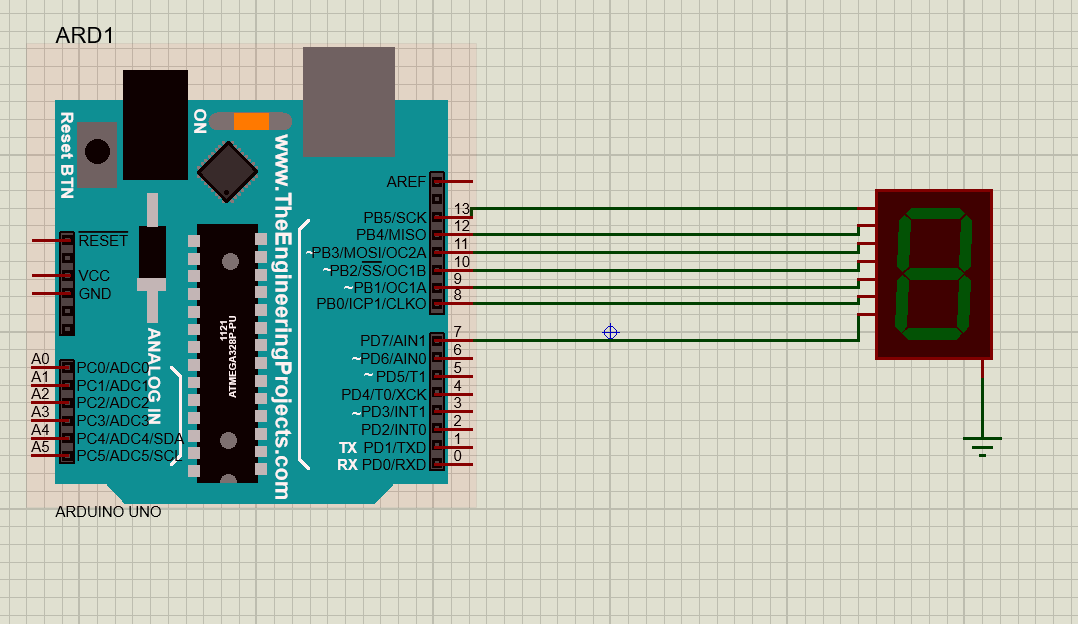 ARD1
Reset BTN
ON
www.TheEngineeringProjects.com
RESET
VCC
GND
ANALOG IN
1121
ATMEGA328P-PU
A0
PC0/ADC0
A1
PC1/ADC1
A2
PC2/ADC2
A3
PC3/ADC3
A4
PC4/ADC4/SDA
A5
PC5/ADC5/SCL
AREF
PB5/SCK
13
PB4/MISO
12
~PB3/MOSI/OC2A
11
~PB2/SS/OC1B
10
~PB1/OC1A
9
PB0/ICP1/CLKO
8
PD7/AIN1
7
~PD6/AIN0
6
~PD5/T1
5
PD4/T0/XCK
4
~PD3/INT1
3
PD2/INT0
2
TX PD1/TXD
1
RX PD0/RXD
0
ARDUINO UNO